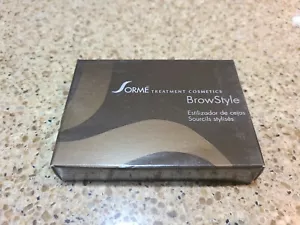 SORMÉ TREATMENT COSMETICS
BrowStyle
Estilizador de cejas
Sourcils stylisés